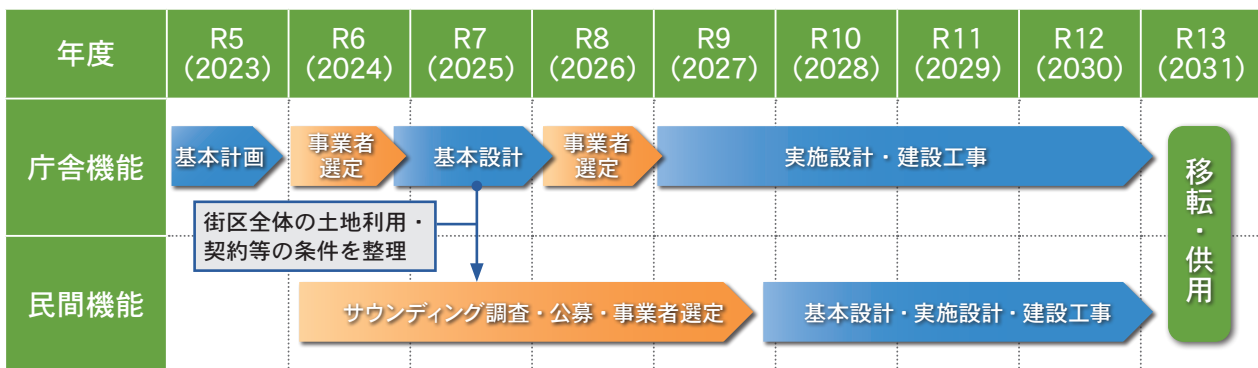 年度
R5
(2023)
R6
(2024)
R7
(2025)
R8
(2026)
R9
(2027)
R10
(2028)
R11
(2029)
R12
(2030)
R13
(2031)
庁舎機能
基本計画
事業者
選定
基本設計
事業者
選定
実施設計・建設工事
街区全体の土地利用・
契約等の条件を整理
民間機能
サウンディング調査・公募・事業者選定
基本設計・実施設計・建設工事
移転・供用